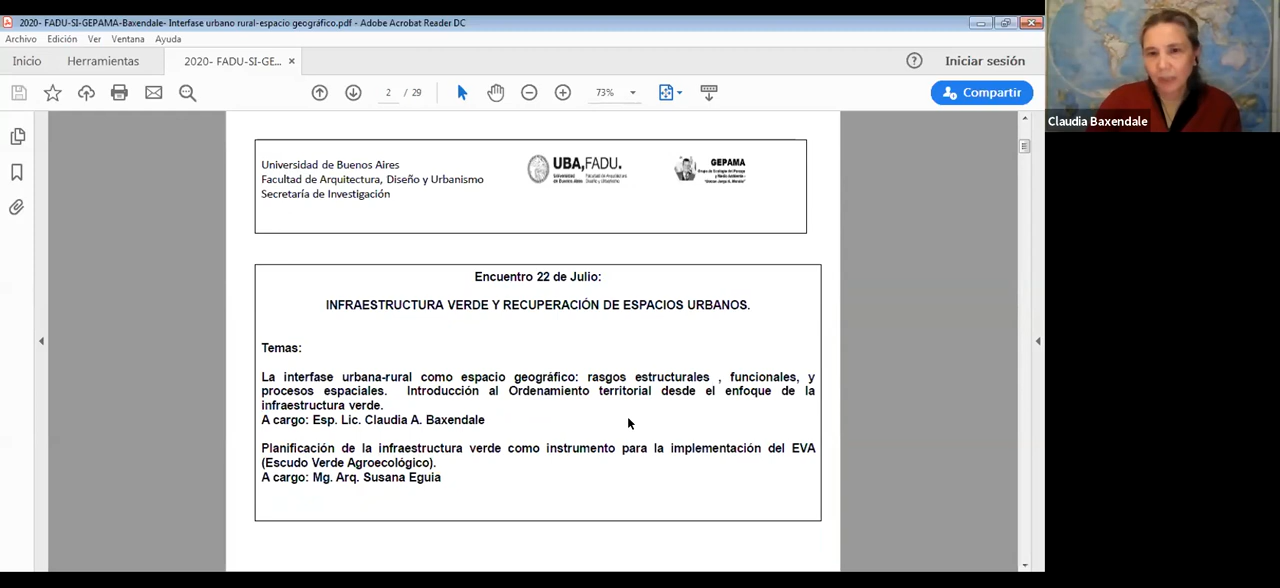 2020- FADU-SI-GEPAMA-Baxendale- Interfase urbano rural-espacio geográfico.pdf - Adobe Acrobat Reader DC
Archivo Edición Ver Ventana Ayuda
Inicio Herramientas 2020- FADU-SI-GE... Iniciar sesión
2 / 29 73% Compartir
Claudia Baxendale
Universidad de Buenos Aires
Facultad de Arquitectura, Diseño y Urbanismo
Secretaría de Investigación
UBA,FADU.
GEPAMA
Encuentro 22 de Julio:
INFRAESTRUCTURA VERDE Y RECUPERACIÓN DE ESPACIOS URBANOS.
Temas:
La interfase urbana-rural como espacio geográfico: rasgos estructurales , funcionales, y
procesos espaciales. Introducción al Ordenamiento territorial desde el enfoque de la
infraestructura verde.
A cargo: Esp. Lic. Claudia A. Baxendale
Planificación de la infraestructura verde como instrumento para la implementación del EVA
(Escudo Verde Agroecológico).
A cargo: Mg. Arq. Susana Eguia